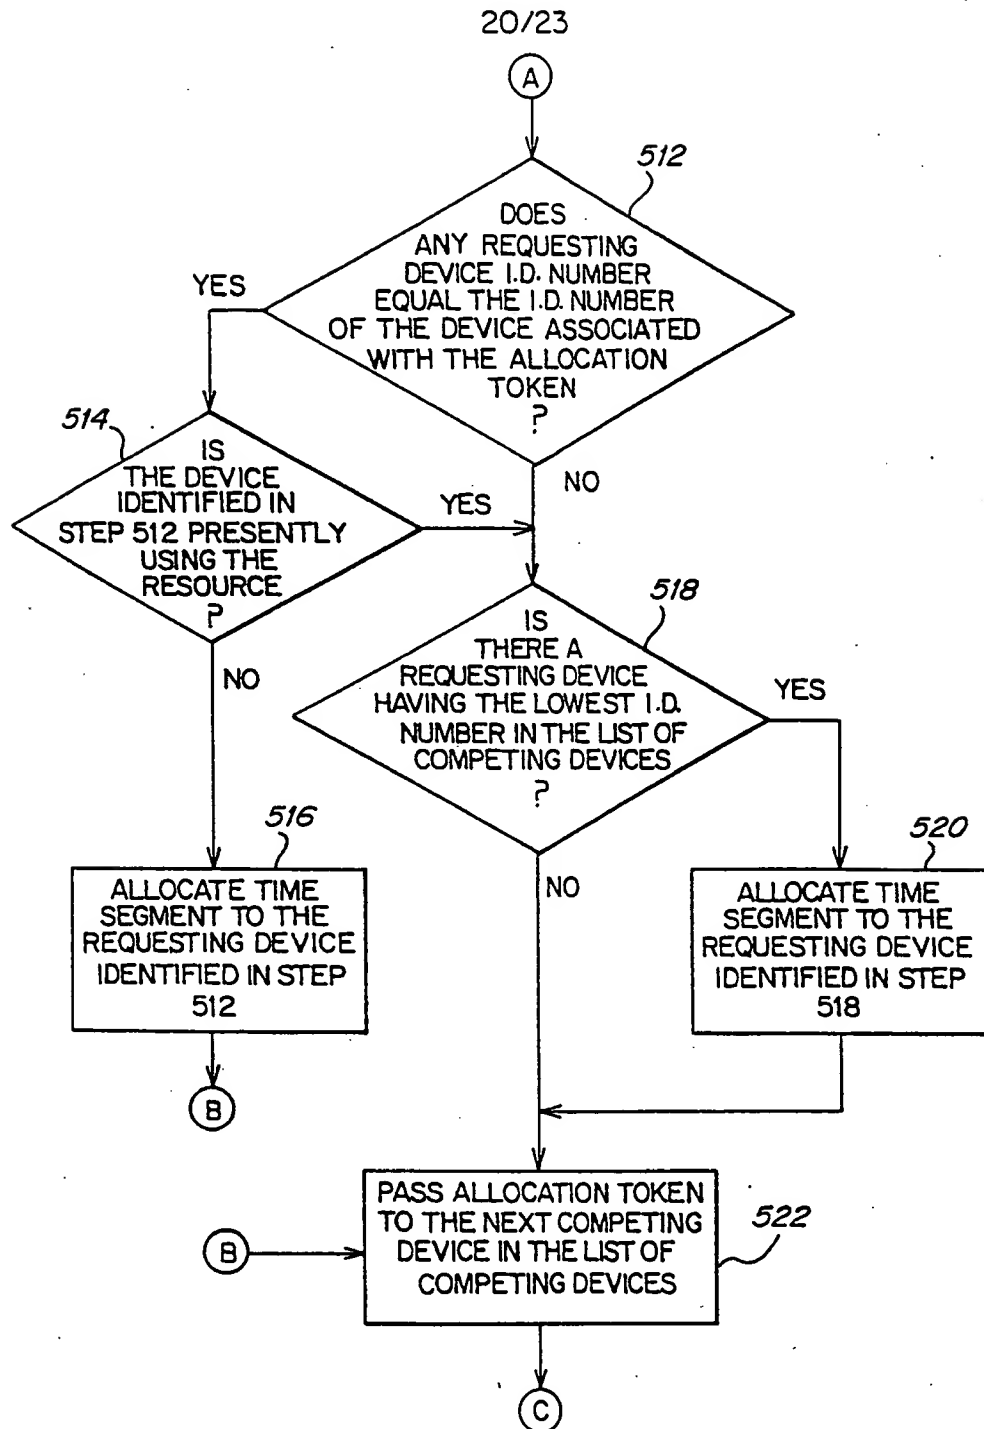 20/23
A
512
DOES
ANY REQUESTING
DEVICE I.D. NUMBER
EQUAL THE I.D. NUMBER
OF THE DEVICE ASSOCIATED
WITH THE ALLOCATION
TOKEN
?
YES
NO
514
IS
THE DEVICE
IDENTIFIED IN
STEP 512 PRESENTLY
USING THE
RESOURCE
?
YES
NO
518
IS
THERE A
REQUESTING DEVICE
HAVING THE LOWEST I.D.
NUMBER IN THE LIST OF
COMPETING DEVICES
?
YES
NO
516
ALLOCATE TIME
SEGMENT TO THE
REQUESTING DEVICE
IDENTIFIED IN STEP
512
520
ALLOCATE TIME
SEGMENT TO THE
REQUESTING DEVICE
IDENTIFIED IN STEP
518
B
PASS ALLOCATION TOKEN
TO THE NEXT COMPETING
DEVICE IN THE LIST OF
COMPETING DEVICES
522
B
C